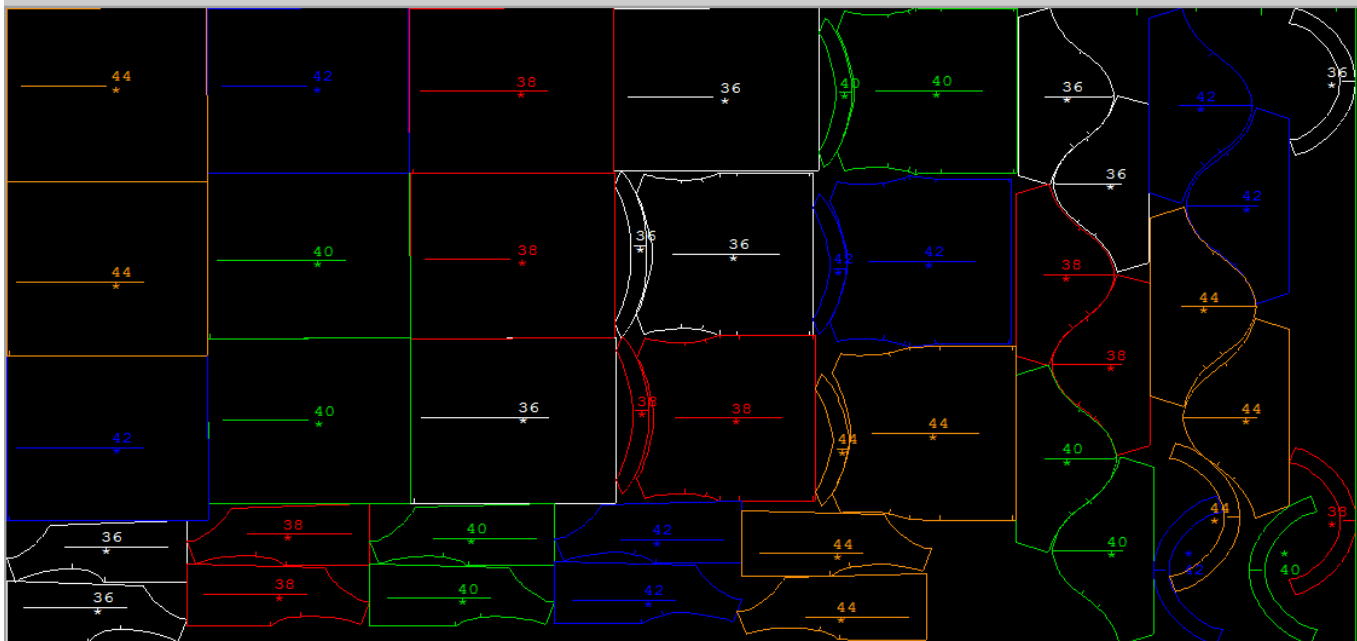 44 * 42 * 38 * 36 * 40 * 40 * 36 * 42 * 36 *
36 * 42 *
44 * 40 * 38 * 36 * 36 * 42 * 42 * 38 * 44 *
38 *
42 * 40 * 36 * 38 * 38 * 44 * 44 * 44 *
40 *
36 * 38 * 40 * 42 * 44 * 44 * 38 *
40 * 42 * 40 *
36 * 38 * 40 * 42 * 44 *